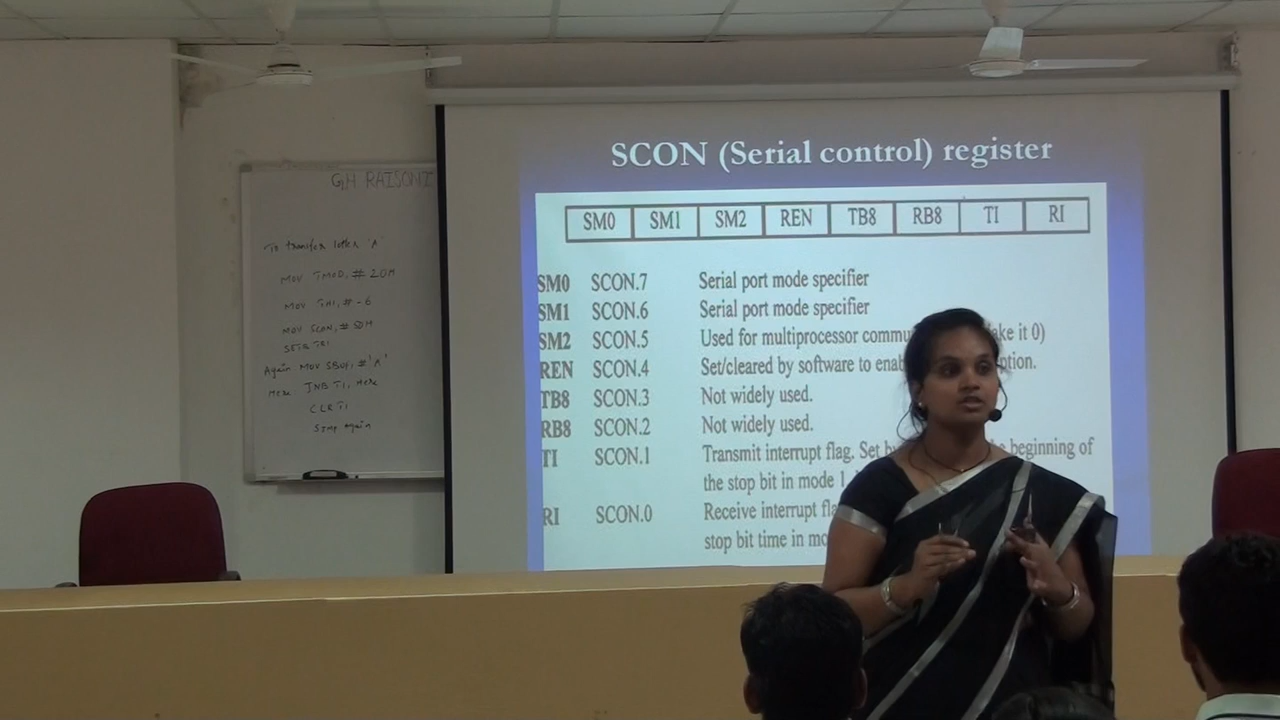 G.H RAISONI
To transfer letter 'A'
MOV TMOD, # 20H
MOV TH1, # -6
MOV SCON, # 50H
SETB TR1
Again MOV SBUF, # 'A'
Here JNB TI, Here
CLR TI
SJMP Again
SCON (Serial control) register
SM0 SM1 SM2 REN TB8 RB8 TI RI
SM0 SCON.7 Serial port mode specifier
SM1 SCON.6 Serial port mode specifier
SM2 SCON.5 Used for multiprocessor ake it 0)
REN SCON.4 Set/cleared by software to
TB8 SCON.3 Not widely used.
RB8 SCON.2 Not widely used.
TI SCON.1 Transmit interrupt flag. Set beginning of
the stop bit in mode 1
RI SCON.0 Receive interrupt
stop bit time in